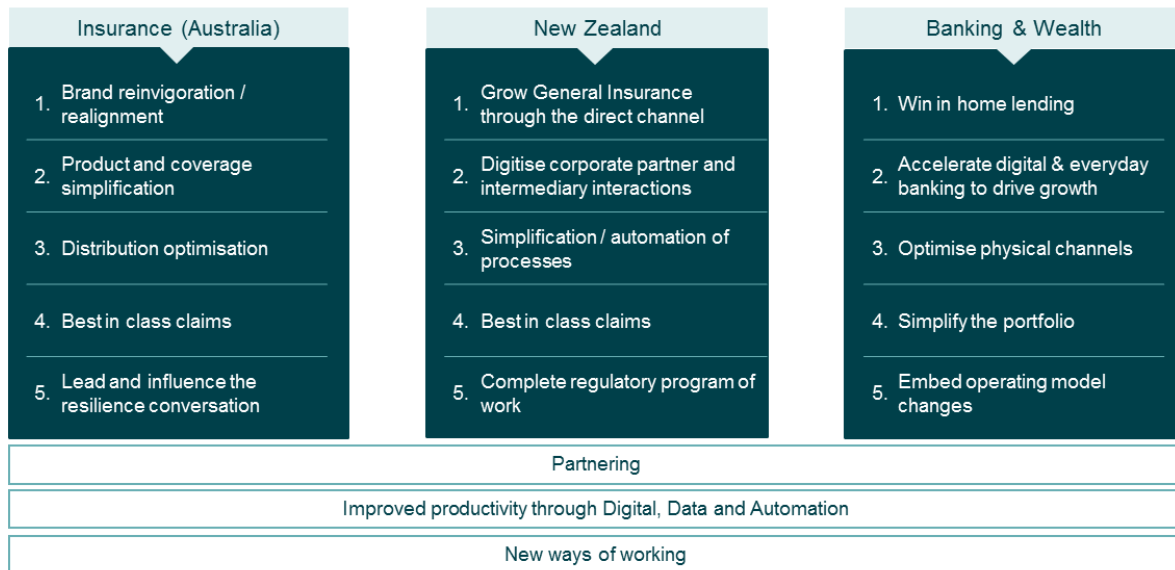 Insurance (Australia)
1. Brand reinvigoration /
realignment
2. Product and coverage
simplification
3. Distribution optimisation
4. Best in class claims
5. Lead and influence the
resilience conversation
New Zealand
1. Grow General Insurance
through the direct channel
2. Digitise corporate partner and
intermediary interactions
3. Simplification / automation of
processes
4. Best in class claims
5. Complete regulatory program of
work
Banking & Wealth
1. Win in home lending
2. Accelerate digital & everyday
banking to drive growth
3. Optimise physical channels
4. Simplify the portfolio
5. Embed operating model
changes
Partnering
Improved productivity through Digital, Data and Automation
New ways of working